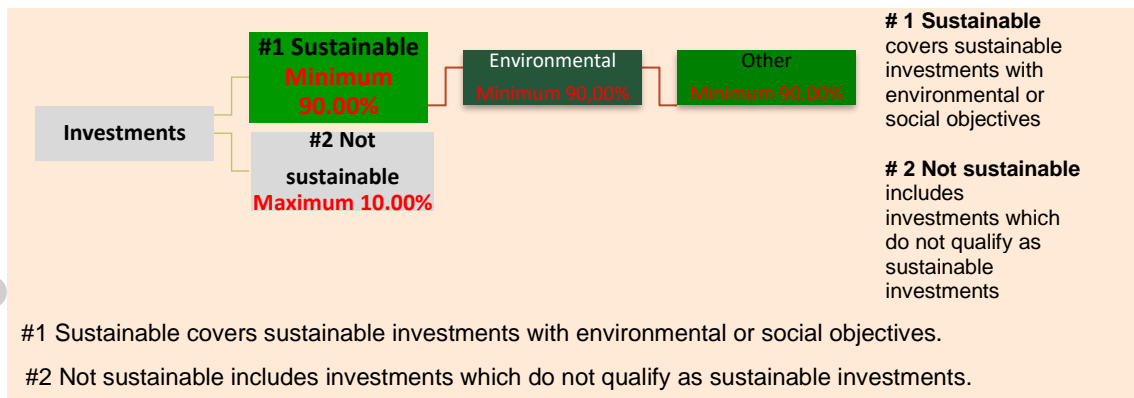 Investments
#1 Sustainable
Minimum
90.00%
#2 Not
sustainable
Maximum 10.00%
Environmental
Minimum 90,00%
Other
Minimum 90.00%
# 1 Sustainable
covers sustainable
investments with
environmental or
social objectives
# 2 Not sustainable
includes
investments which
do not qualify as
sustainable
investments
#1 Sustainable covers sustainable investments with environmental or social objectives.
#2 Not sustainable includes investments which do not qualify as sustainable investments.